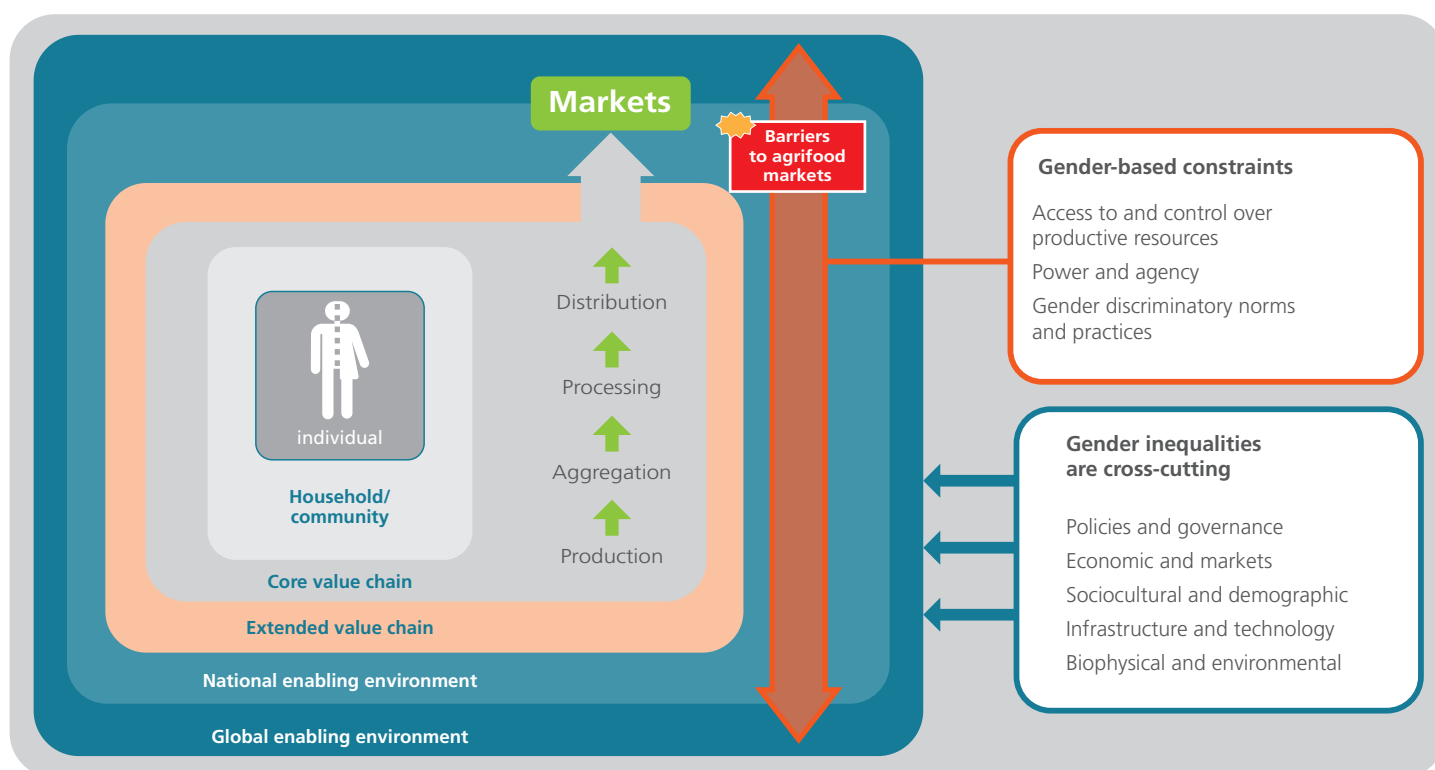 Markets
Barriers
to agrifood
markets
Distribution
Processing
Aggregation
Production
individual
Household/
community
Core value chain
Extended value chain
National enabling environment
Global enabling environment
Gender-based constraints
Access to and control over
productive resources
Power and agency
Gender discriminatory norms
and practices
Gender inequalities
are cross-cutting
Policies and governance
Economic and markets
Sociocultural and demographic
Infrastructure and technology
Biophysical and environmental